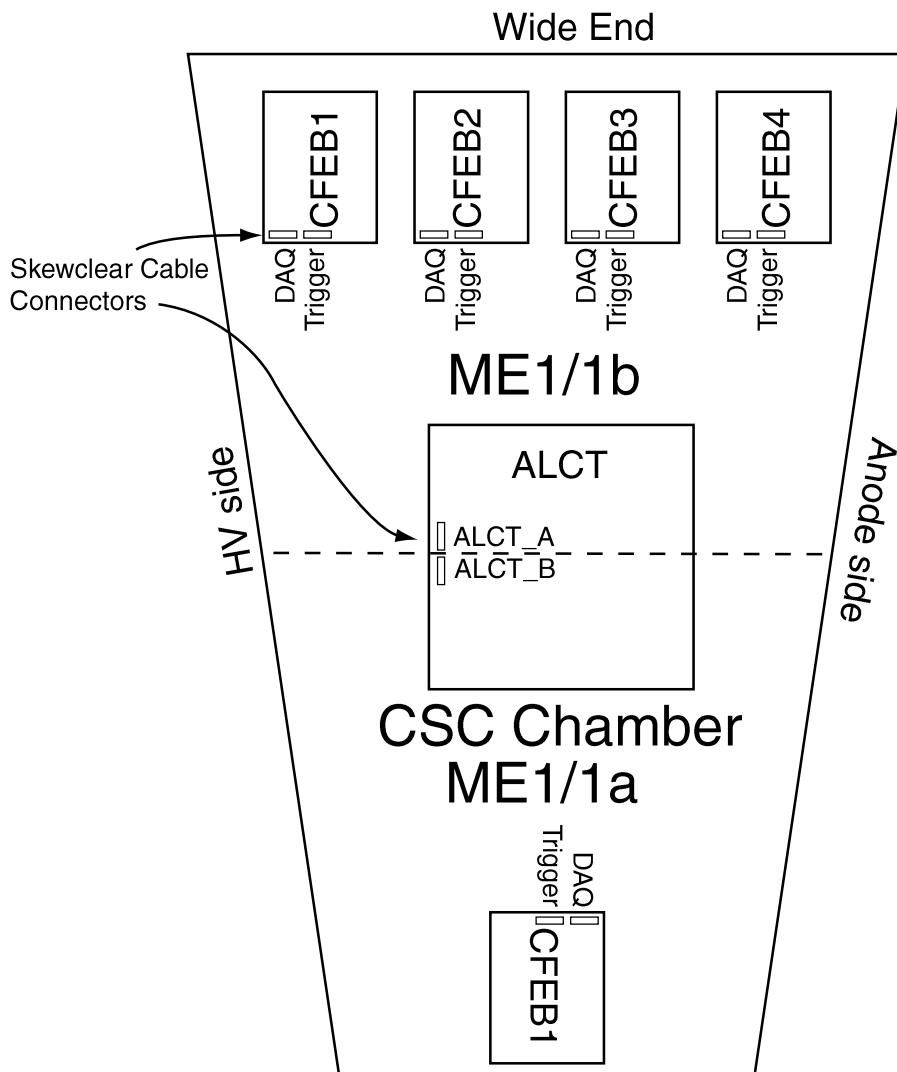 Wide End
CFEB1
CFEB2
CFEB3
CFEB4
DAQ
Trigger
DAQ
Trigger
DAQ
Trigger
DAQ
Trigger
Skewclear Cable
Connectors
ME1/1b
HV side
Anode side
ALCT
ALCT_A
ALCT_B
CSC Chamber
ME1/1a
Trigger
DAQ
CFEB1